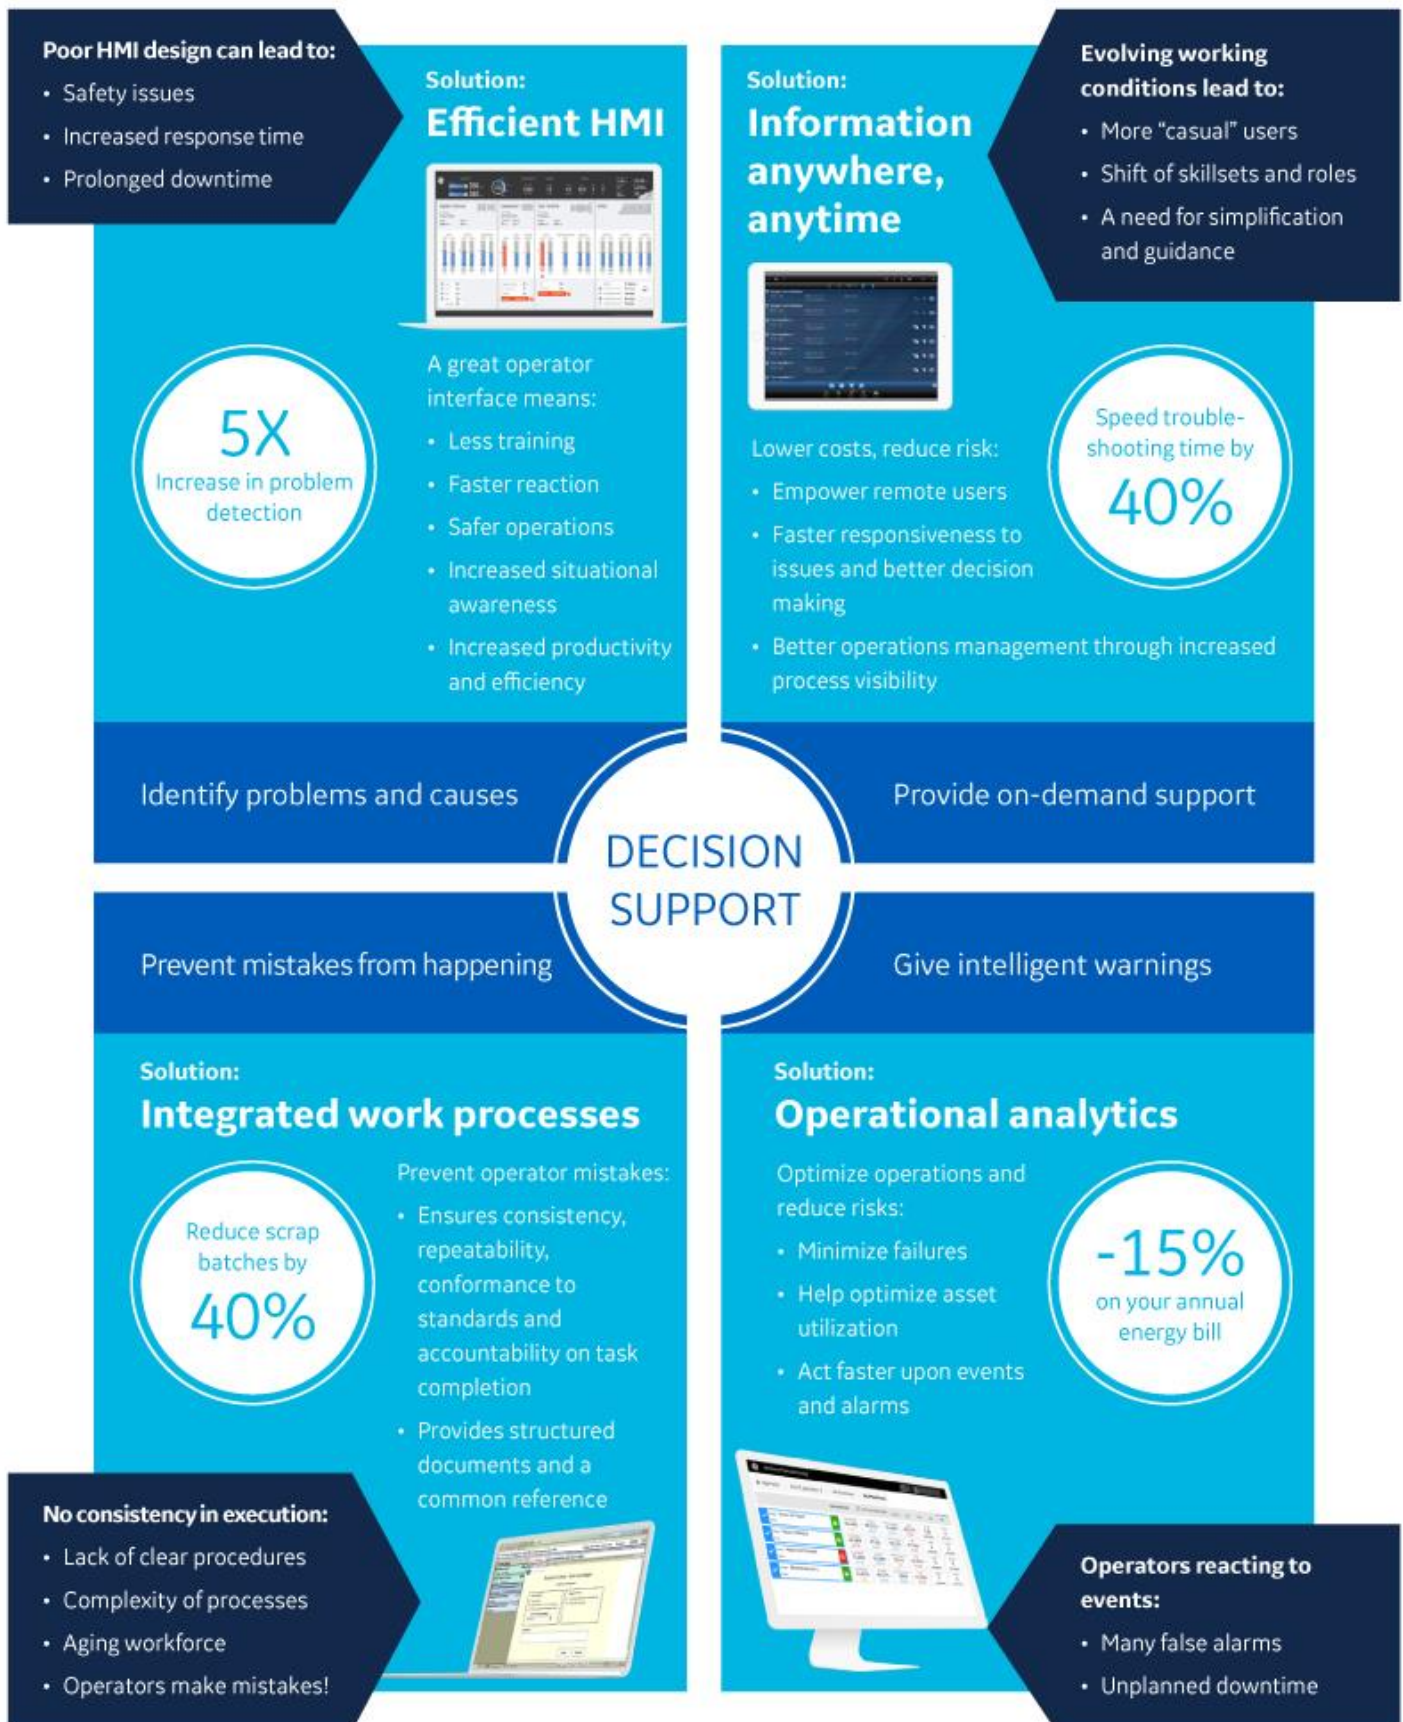 Poor HMI design can lead to:
• Safety issues
• Increased response time
• Prolonged downtime
Solution:
Efficient HMI
A great operator
interface means:
• Less training
• Faster reaction
• Safer operations
• Increased situational
awareness
• Increased productivity
and efficiency
5X
Increase in problem
detection
Identify problems and causes
Solution:
Information
anywhere,
anytime
Evolving working
conditions lead to:
• More “casual” users
• Shift of skillsets and roles
• A need for simplification
and guidance
Lower costs, reduce risk:
• Empower remote users
• Faster responsiveness to
issues and better decision
making
• Better operations management through increased
process visibility
Speed trouble-
shooting time by
40%
Provide on-demand support
DECISION
SUPPORT
Prevent mistakes from happening
Solution:
Integrated work processes
Reduce scrap
batches by
40%
Prevent operator mistakes:
• Ensures consistency,
repeatability,
conformance to
standards and
accountability on task
completion
• Provides structured
documents and a
common reference
No consistency in execution:
• Lack of clear procedures
• Complexity of processes
• Aging workforce
• Operators make mistakes!
Give intelligent warnings
Solution:
Operational analytics
Optimize operations and
reduce risks:
• Minimize failures
• Help optimize asset
utilization
• Act faster upon events
and alarms
-15%
on your annual
energy bill
Operators reacting to
events:
• Many false alarms
• Unplanned downtime